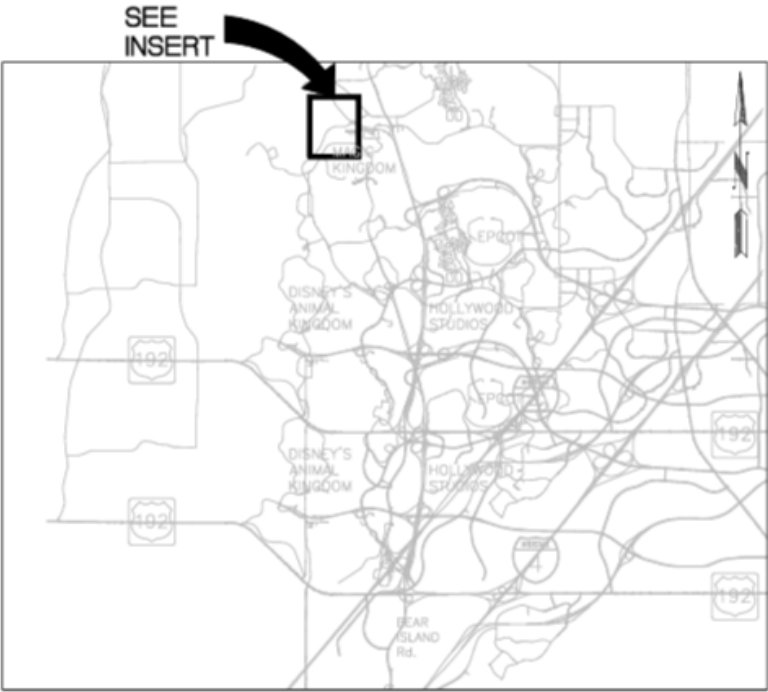 SEE
INSERT
MAGIC
KINGDOM
N
EPCOT
DISNEY'S
ANIMAL
KINGDOM
HOLLYWOOD
STUDIOS
192
EPCOT
192
DISNEY'S
ANIMAL
KINGDOM
HOLLYWOOD
STUDIOS
192
4
192
BEAR
ISLAND
Rd.